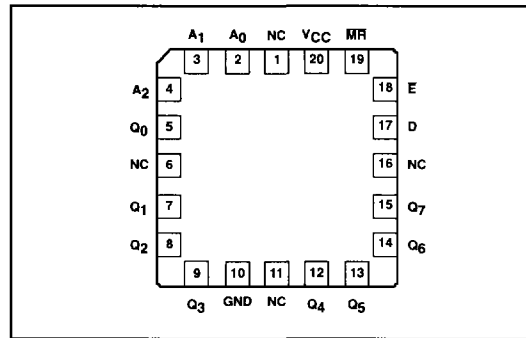 A1 A0 NC VCC MR
3 2 1 20 19
A2 4 18 E
Q0 5 17 D
NC 6 16 NC
Q1 7 15 Q7
Q2 8 14 Q6
9 10 11 12 13
Q3 GND NC Q4 Q5